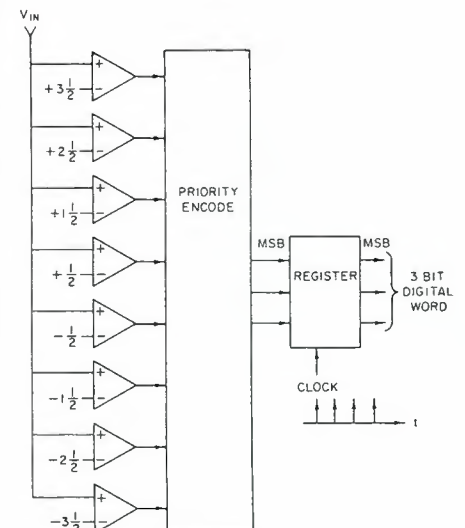 V_IN
+
+3 1/2 −
+
+2 1/2 −
+
+1 1/2 −
+
+ 1/2 −
+
− 1/2 −
+
−1 1/2 −
+
−2 1/2 −
+
−3 1/2 −
PRIORITY
ENCODE
MSB
REGISTER
MSB
3 BIT
DIGITAL
WORD
CLOCK
t